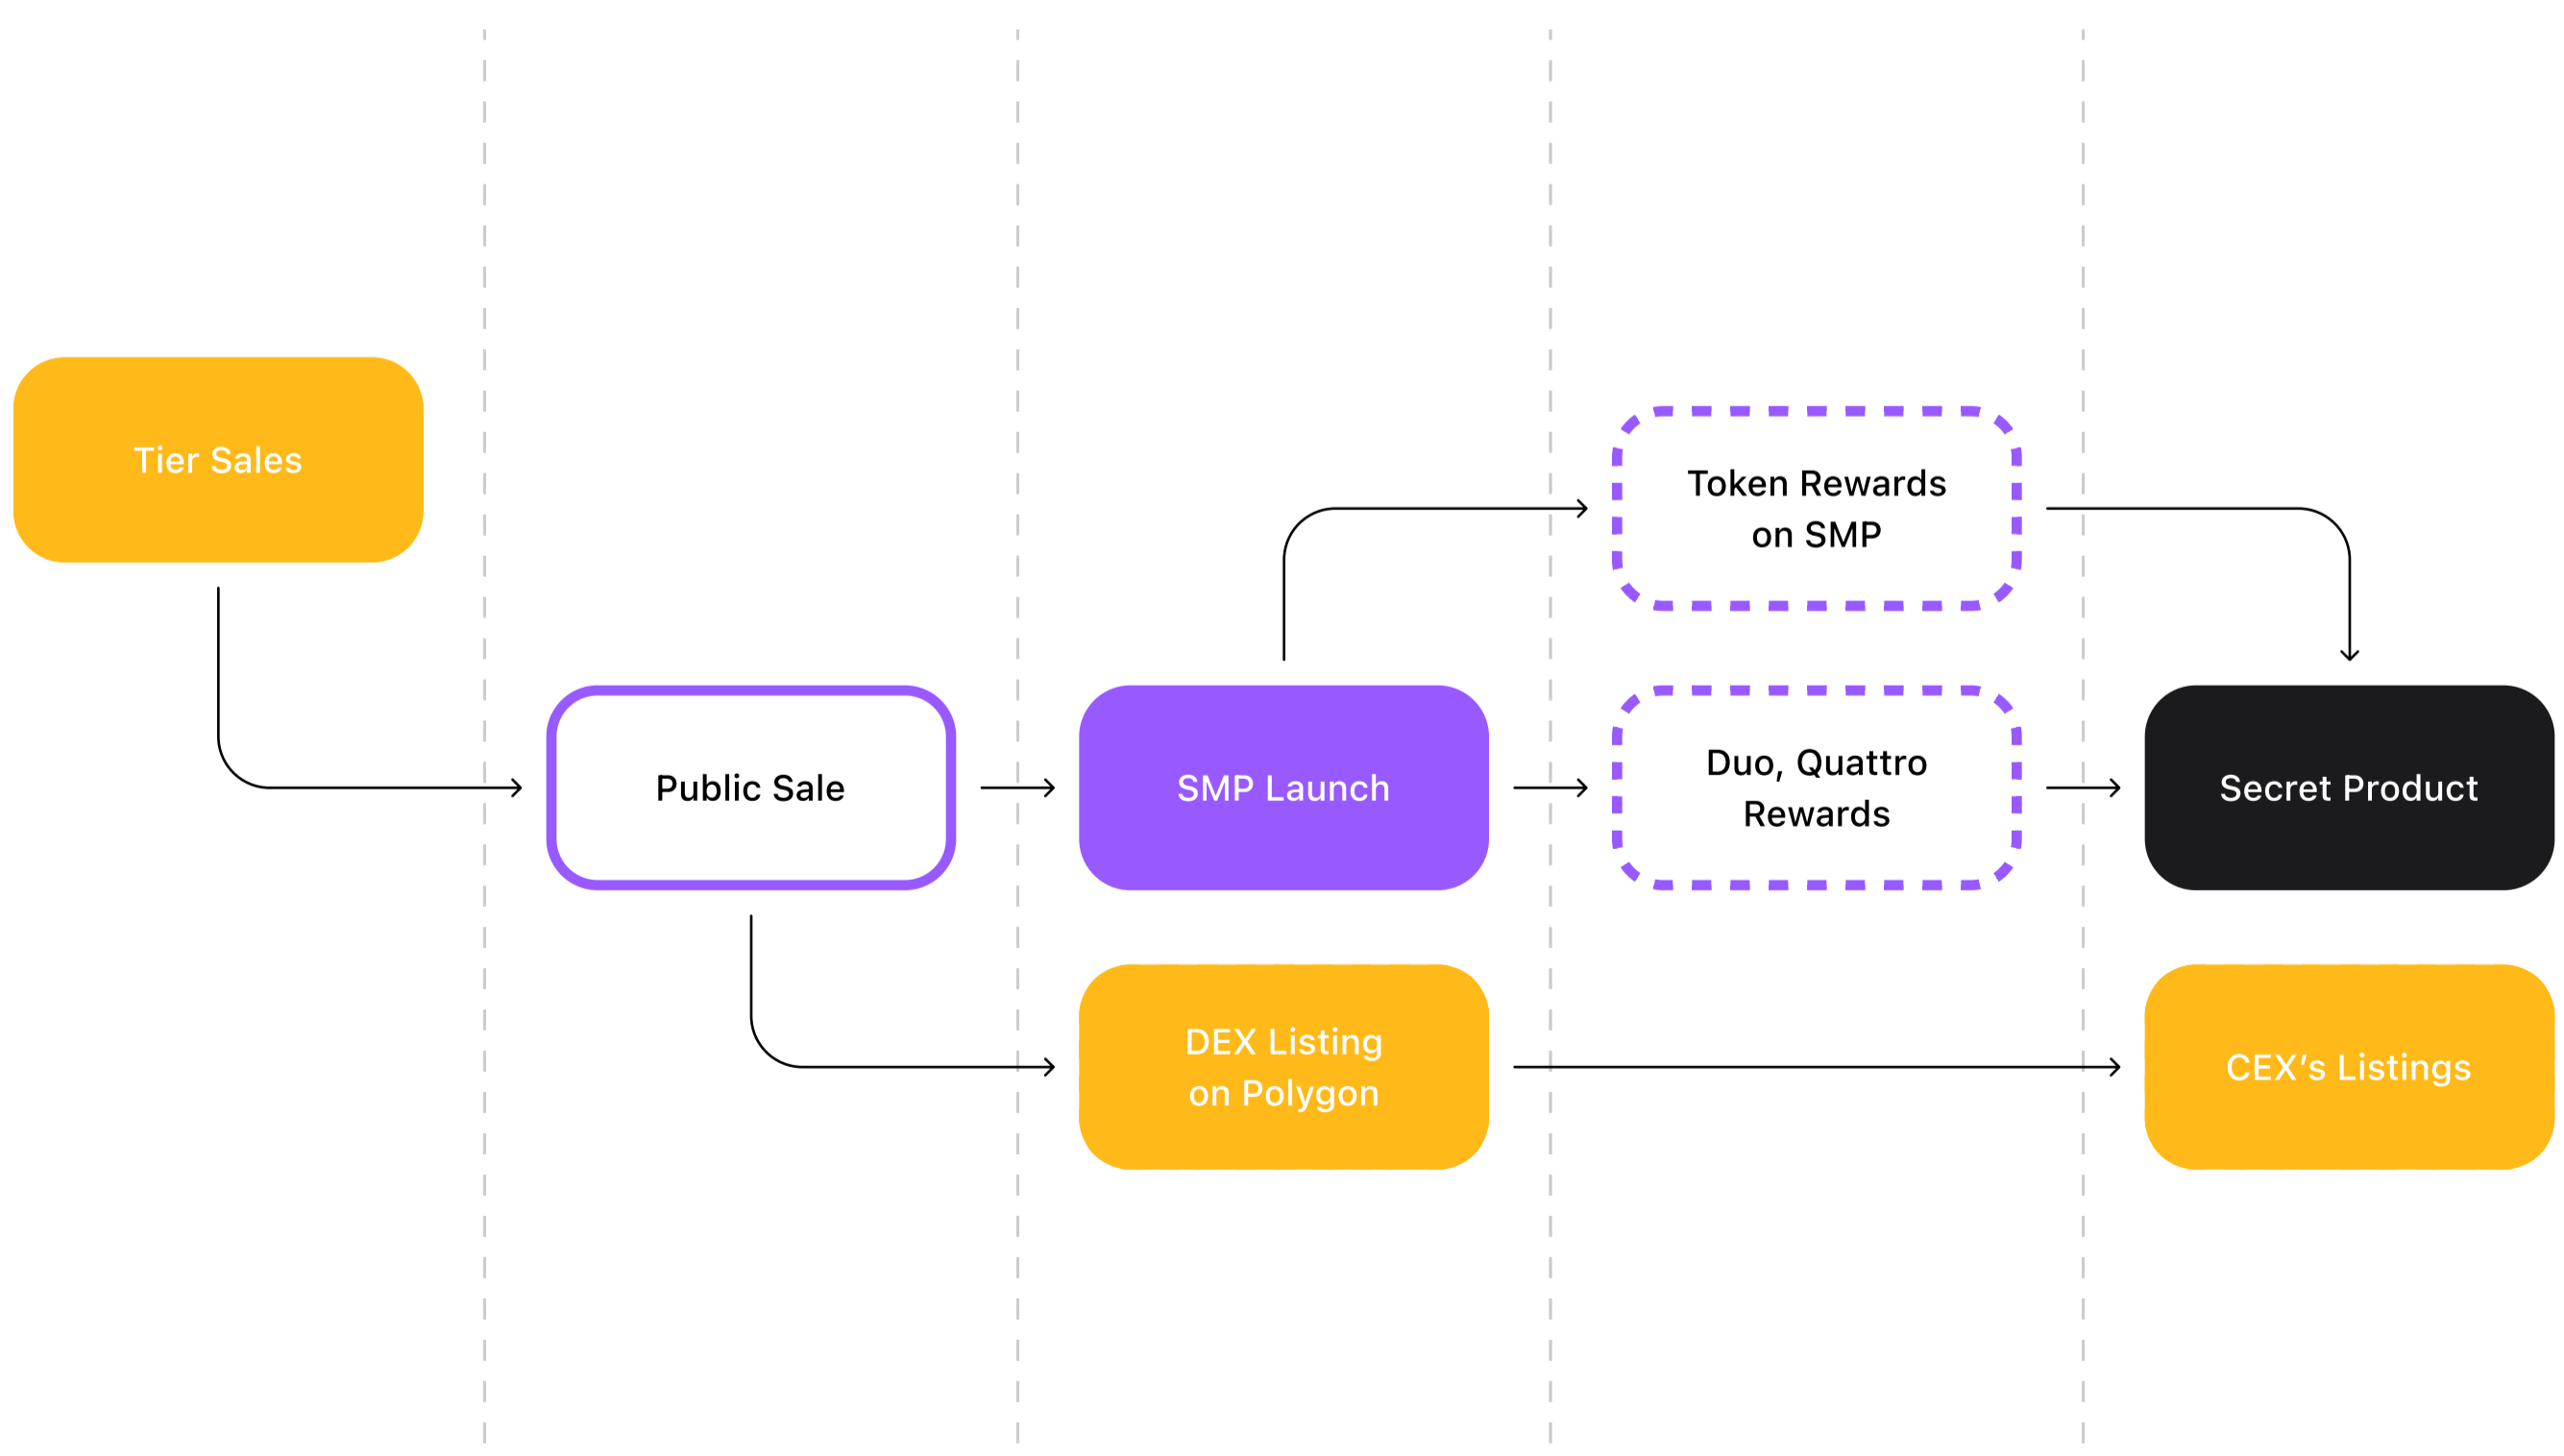 Tier Sales
Public Sale
SMP Launch
DEX Listing
on Polygon
Token Rewards
on SMP
Duo, Quattro
Rewards
Secret Product
CEX’s Listings